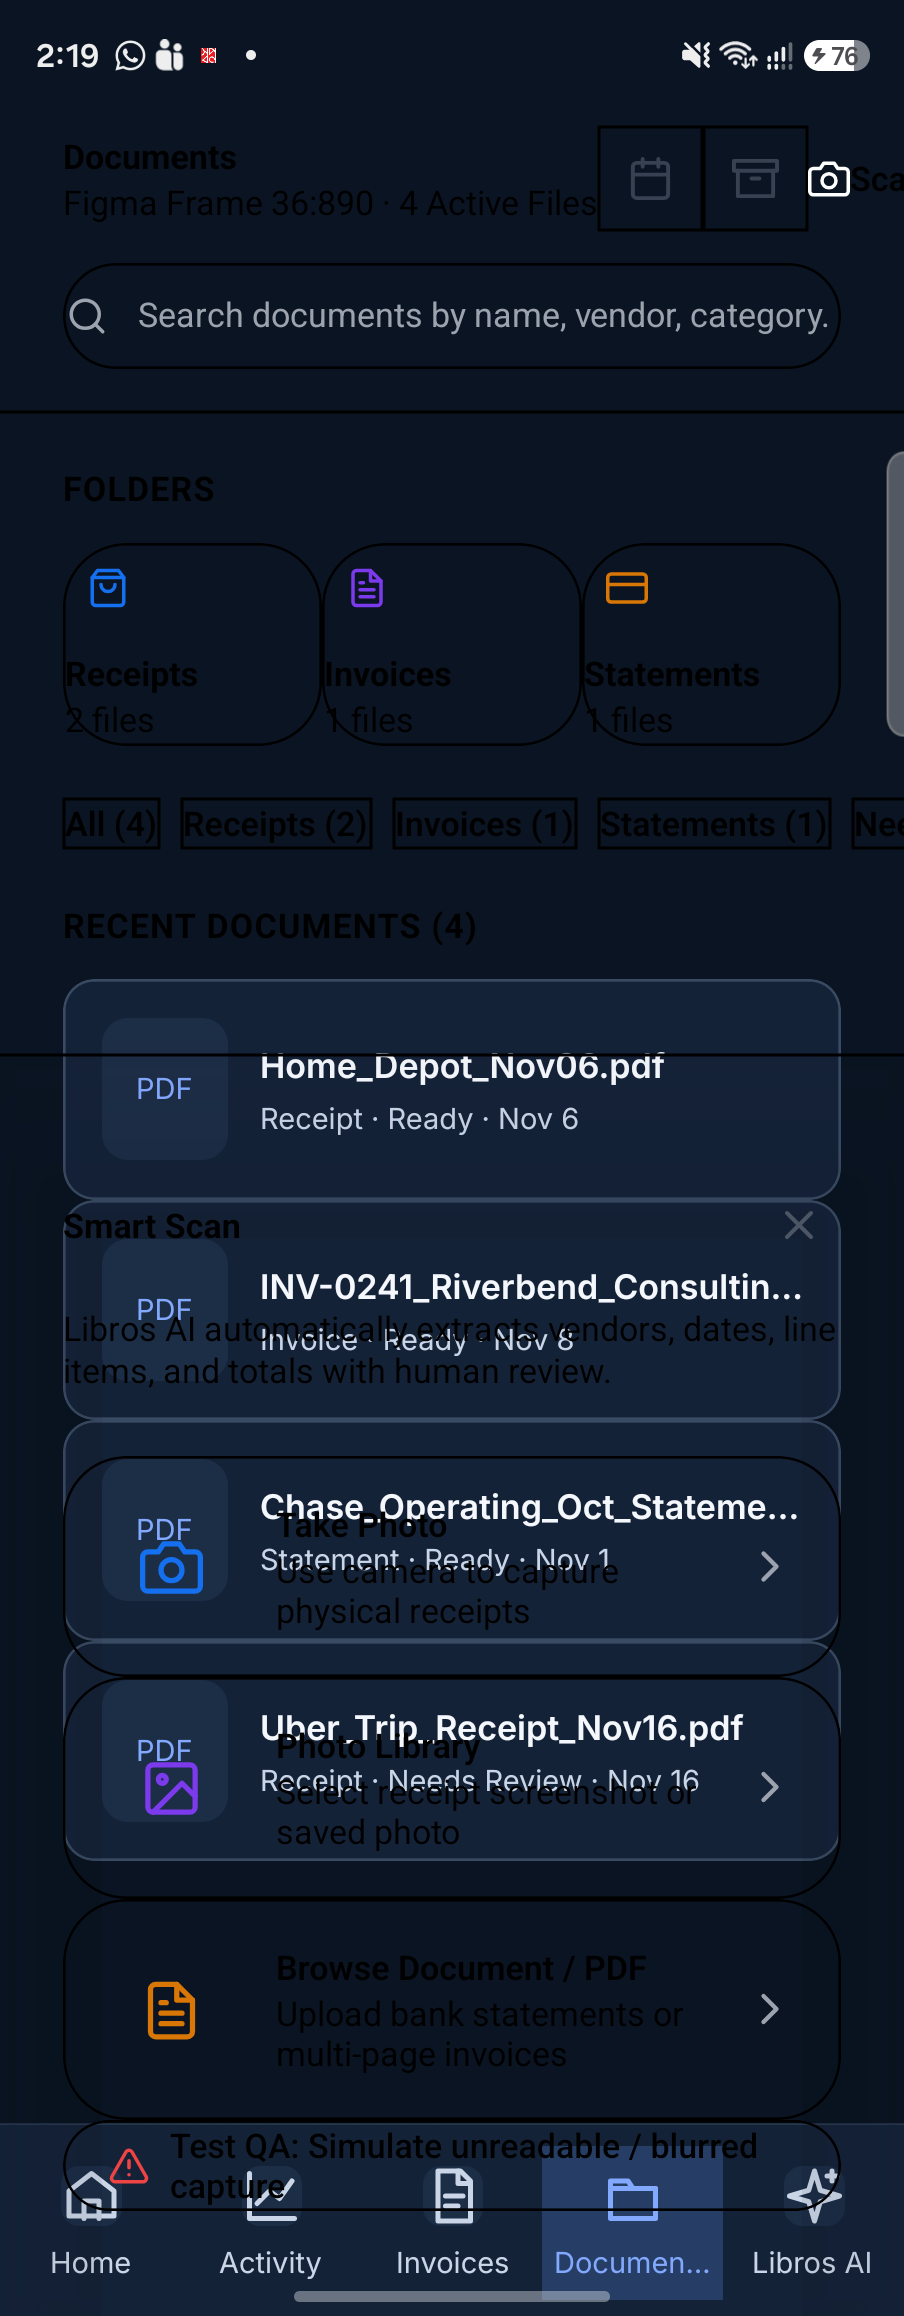 2:19
76
Documents
Figma Frame 36:890 · 4 Active Files
Sca
Search documents by name, vendor, category.
FOLDERS
Receipts
2 files
Invoices
1 files
Statements
1 files
All (4)
Receipts (2)
Invoices (1)
Statements (1)
Nee
RECENT DOCUMENTS (4)
PDF
Home_Depot_Nov06.pdf
Receipt · Ready · Nov 6
Smart Scan
PDF
INV-0241_Riverbend_Consultin...
Invoice · Ready · Nov 8
Libros AI automatically extracts vendors, dates, line
items, and totals with human review.
PDF
Chase_Operating_Oct_Stateme...
Statement · Ready · Nov 1
Take Photo
Use camera to capture
physical receipts
PDF
Uber_Trip_Receipt_Nov16.pdf
Receipt · Needs Review · Nov 16
Photo Library
Select receipt screenshot or
saved photo
Browse Document / PDF
Upload bank statements or
multi-page invoices
Test QA: Simulate unreadable / blurred
capture
Home
Activity
Invoices
Documen...
Libros AI